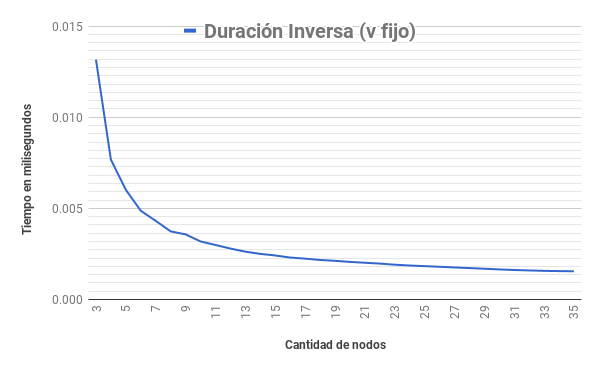 Duración Inversa (v fijo)
0.015
0.010
0.005
0.000
Tiempo en milisegundos
3 5 7 9 11 13 15 17 19 21 23 25 27 29 31 33 35
Cantidad de nodos